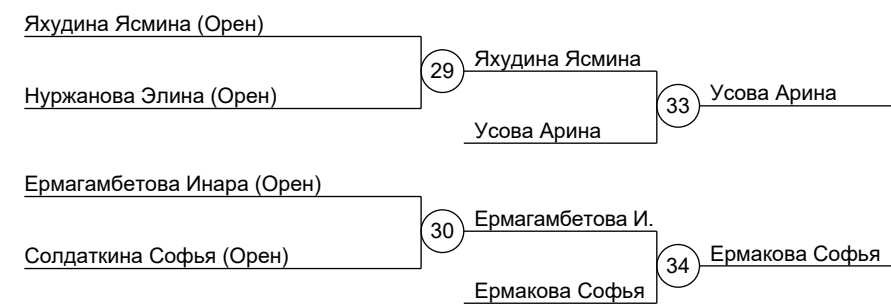 Яхудина Ясмина (Орен)
29
Яхудина Ясмина
Нуржанова Элина (Орен)
33
Усова Арина
Усова Арина
Ермагамбетова Инара (Орен)
30
Ермагамбетова И.
Солдаткина Софья (Орен)
34
Ермакова Софья
Ермакова Софья